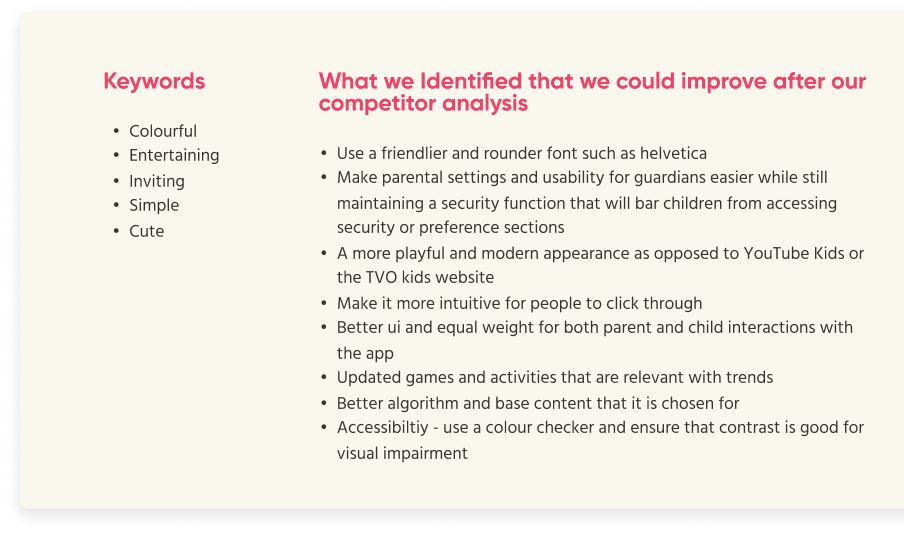 Keywords
• Colourful
• Entertaining
• Inviting
• Simple
• Cute
What we Identified that we could improve after our
competitor analysis
• Use a friendlier and rounder font such as helvetica
• Make parental settings and usability for guardians easier while still
maintaining a security function that will bar children from accessing
security or preference sections
• A more playful and modern appearance as opposed to YouTube Kids or
the TVO kids website
• Make it more intuitive for people to click through
• Better ui and equal weight for both parent and child interactions with
the app
• Updated games and activities that are relevant with trends
• Better algorithm and base content that it is chosen for
• Accessibiltiy - use a colour checker and ensure that contrast is good for
visual impairment